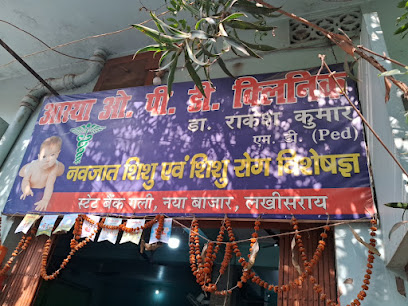 आस्था ओ. पी. डी. क्लिनिक
डा. राकेश कुमार
एम. डी. (Ped)
नवजात शिशु एवं शिशु रोग विशेषज्ञ
स्टेट बैंक गली, नया बाजार, लखीसराय